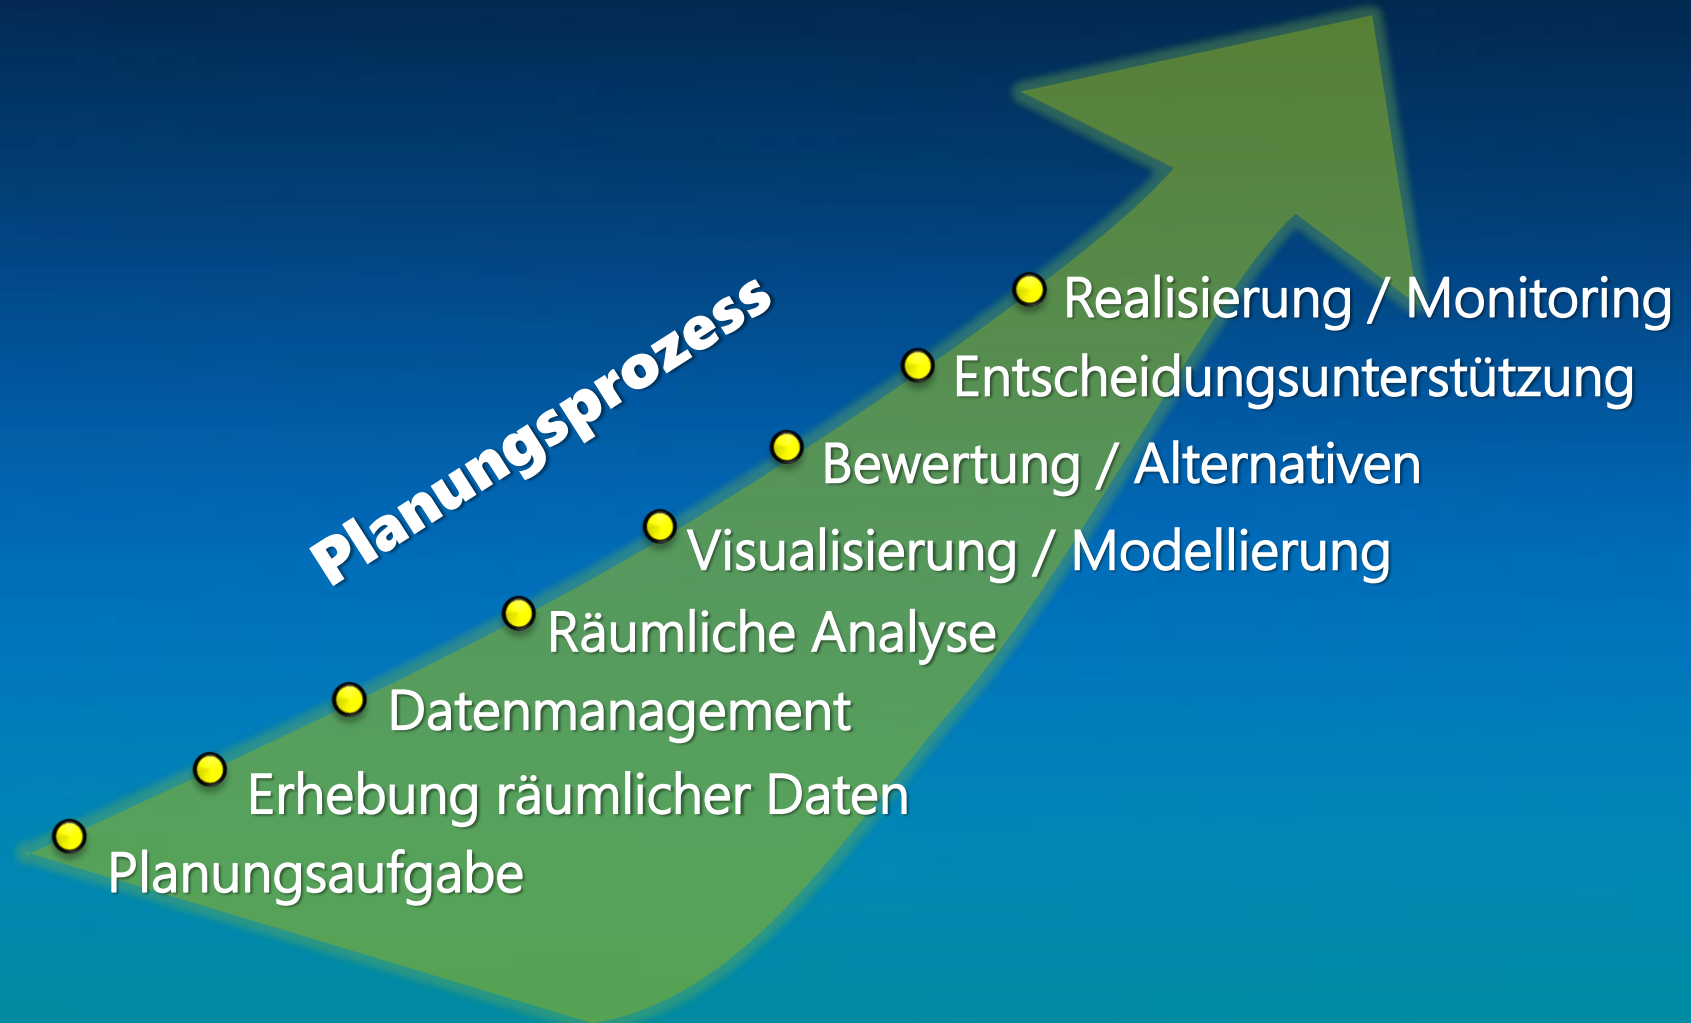 Planungsprozess
Realisierung / Monitoring
Entscheidungsunterstützung
Bewertung / Alternativen
Visualisierung / Modellierung
Räumliche Analyse
Datenmanagement
Erhebung räumlicher Daten
Planungsaufgabe